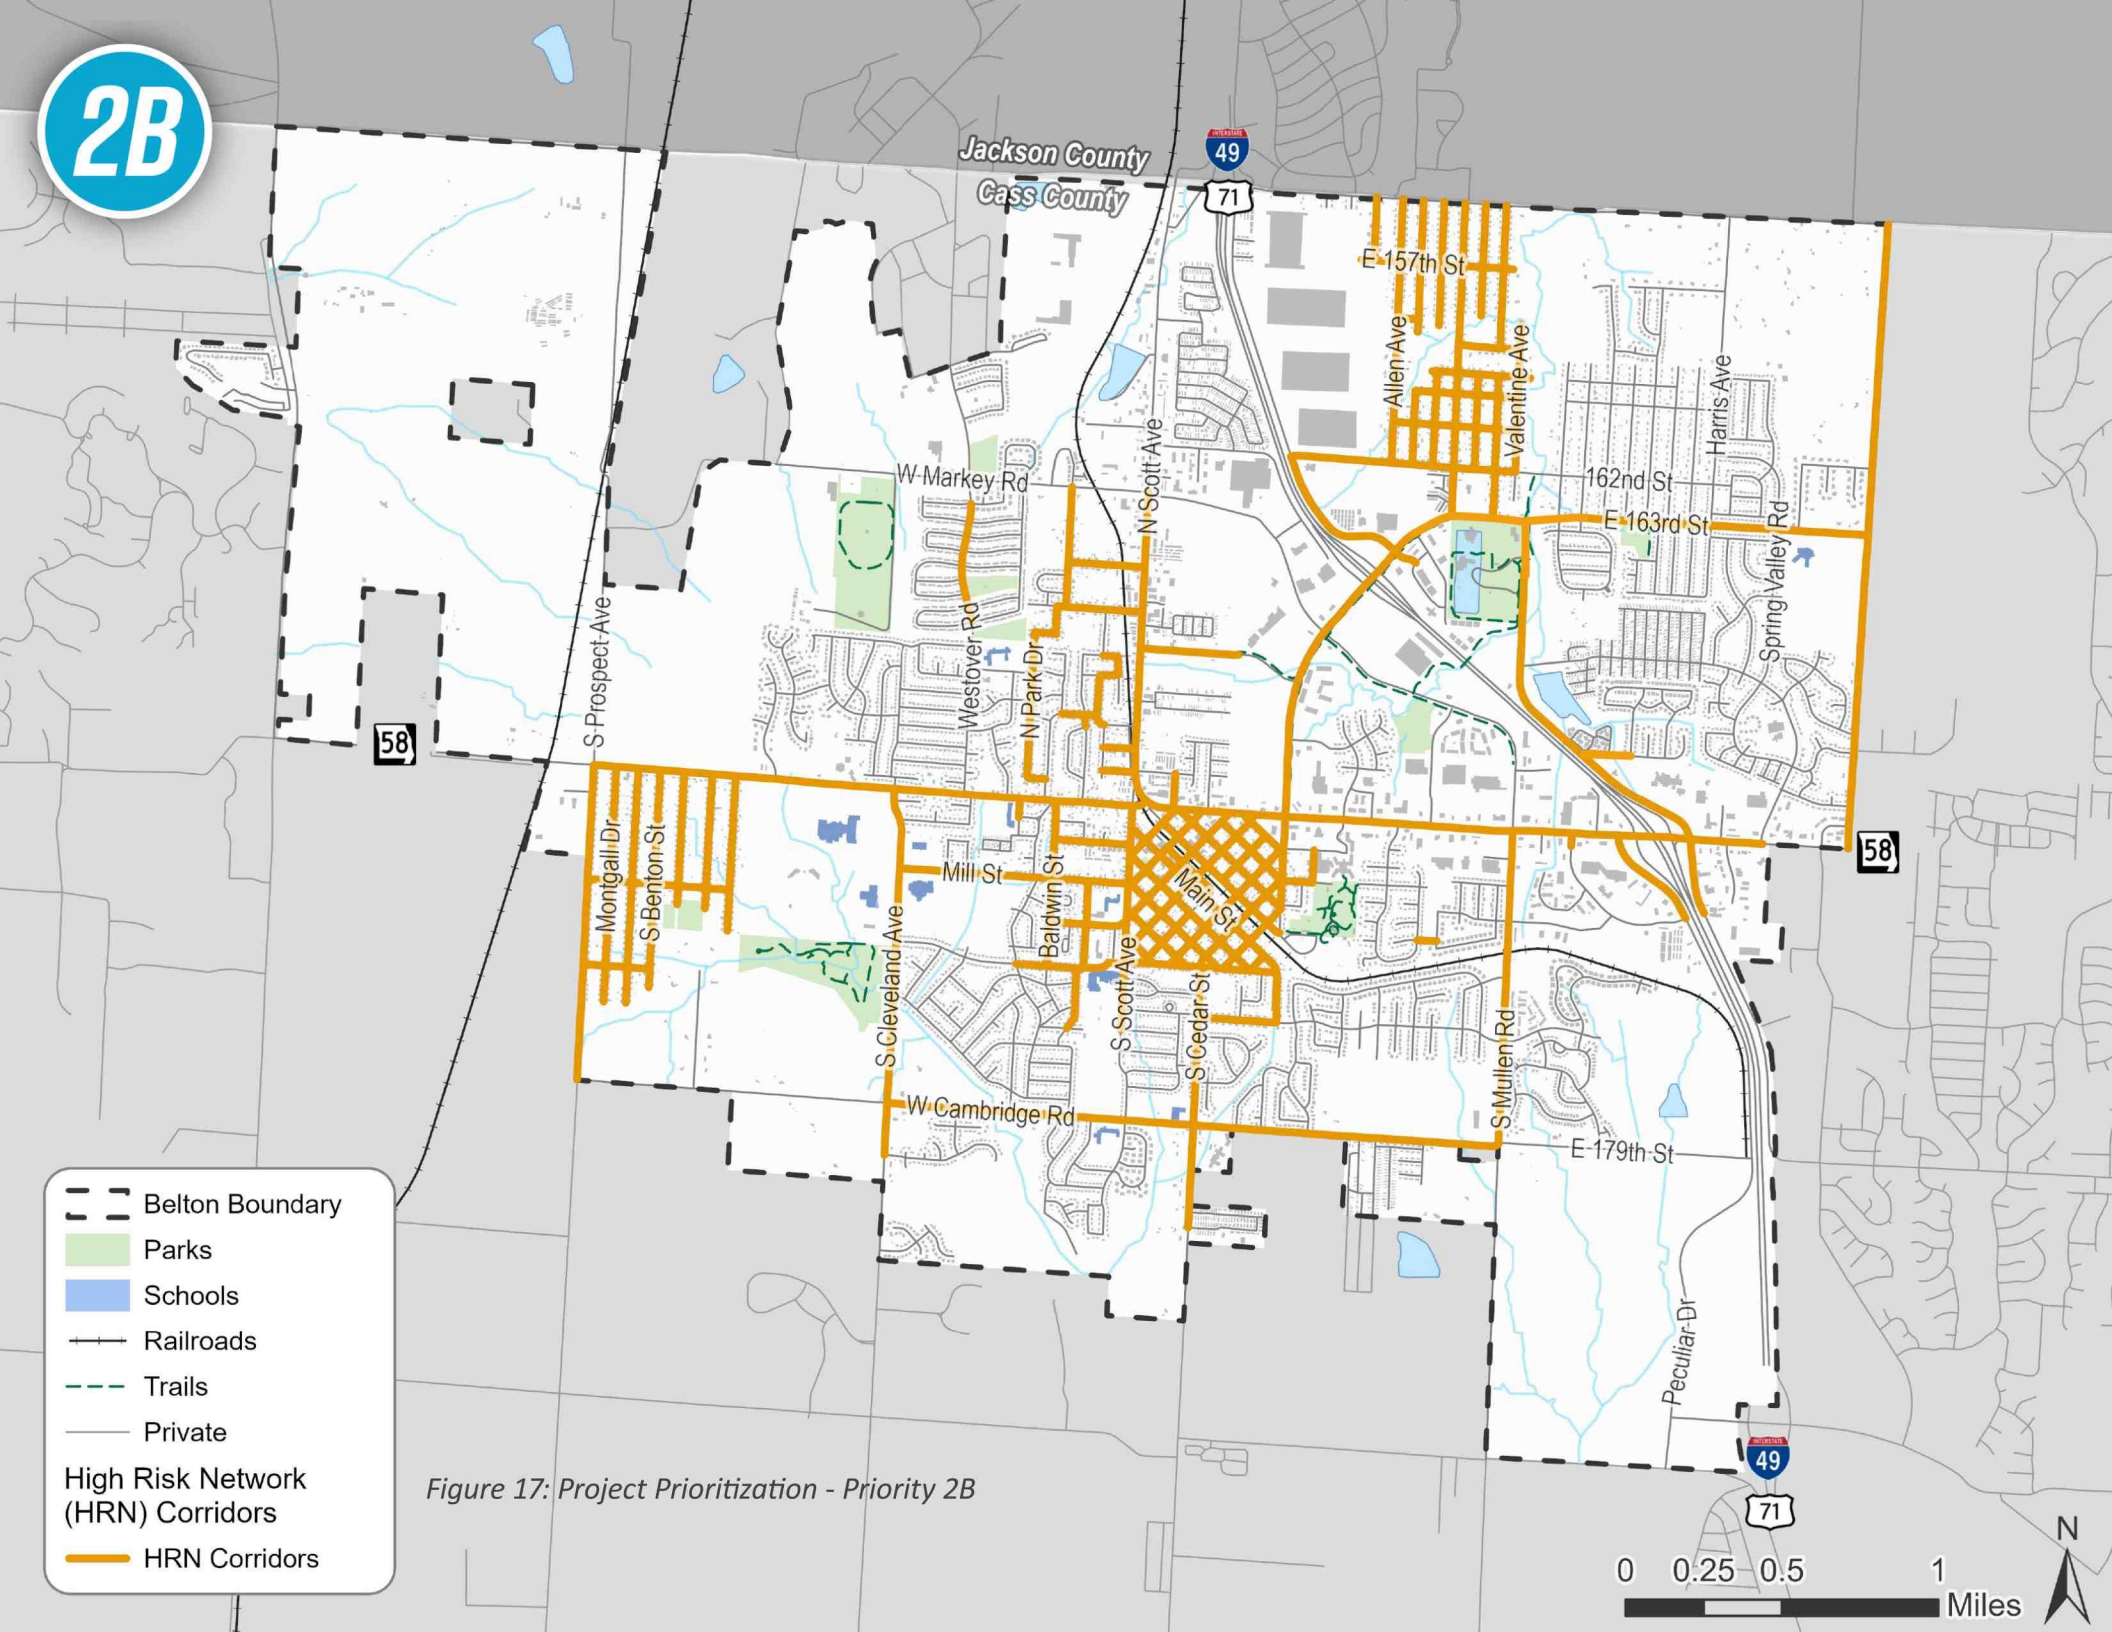 2B
Jackson County
Cass County
INTERSTATE
49
71
E 157th St
Allen Ave
Valentine Ave
Harris Ave
N Scott Ave
W Markey Rd
162nd St
E 163rd St
Spring Valley Rd
S Prospect Ave
Westover Rd
N Park Dr
58
Montgall Dr
S Benton St
Mill St
Baldwin St
Main St
58
S Cleveland Ave
S Scott Ave
S Cedar St
S Mullen Rd
W Cambridge Rd
E 179th St
Peculiar Dr
Belton Boundary
Parks
Schools
Railroads
Trails
Private
High Risk Network
(HRN) Corridors
HRN Corridors
Figure 17: Project Prioritization - Priority 2B
INTERSTATE
49
71
N
0 0.25 0.5 1
Miles